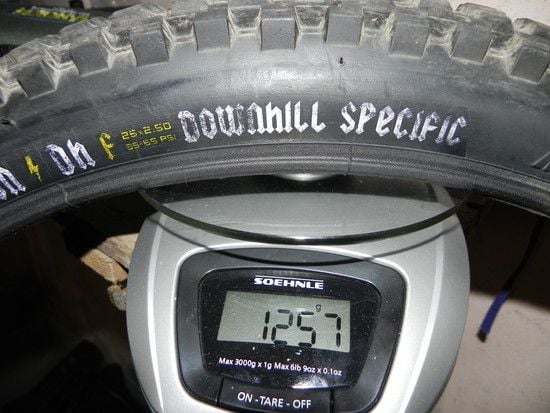 DH F
26x2.50
35-65 PSI
DOWNHILL SPECIFIC
SOEHNLE
1257 g
Max 3000g x 1g Max 6lb 9oz x 0.1oz
ON - TARE - OFF